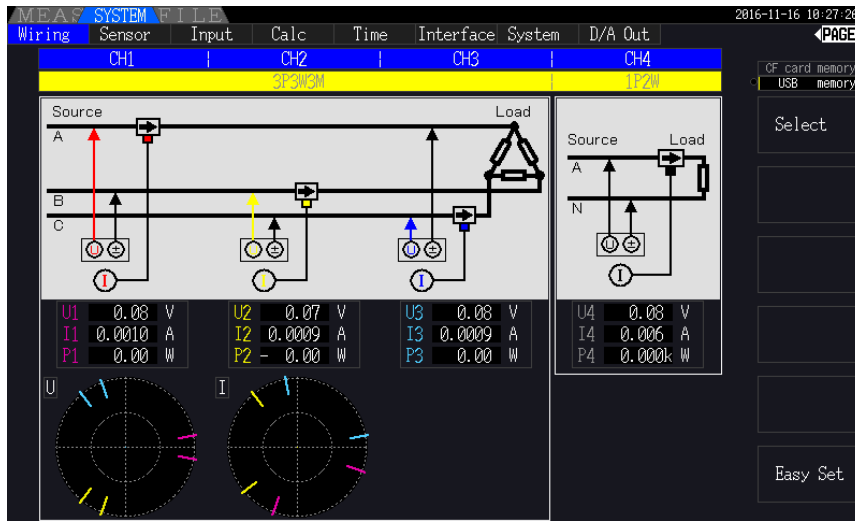 MEAS SYSTEM FILE 2016-11-16 10:27:26
Wiring Sensor Input Calc Time Interface System D/A Out PAGE
CH1 CH2 CH3 CH4
3P3W3M 1P2W
CF card memory
USB memory
Select
Source Load
A
B
C
U ± U ± U ±
I I I
Source Load
A
N
U ±
I
U1 0.08 V U2 0.07 V U3 0.08 V U4 0.08 V
I1 0.0010 A I2 0.0009 A I3 0.0009 A I4 0.006 A
P1 0.00 W P2 - 0.00 W P3 0.00 W P4 0.000k W
U I
Easy Set